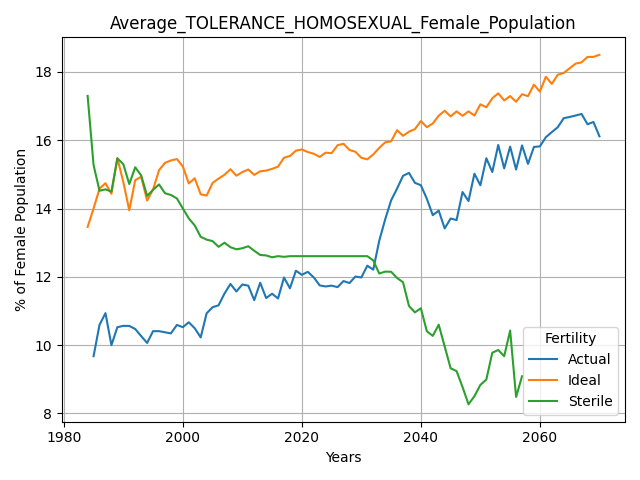 Average_TOLERANCE_HOMOSEXUAL_Female_Population
% of Female Population
18
16
14
12
10
8
1980 2000 2020 2040 2060
Years
Fertility
Actual
Ideal
Sterile